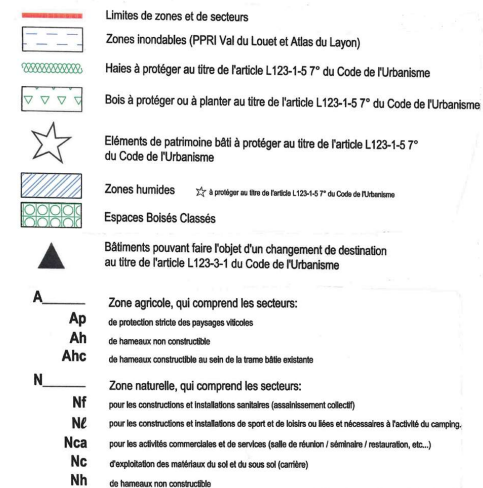 Limites de zones et de secteurs
Zones inondables (PPRI Val du Louet et Atlas du Layon)
Haies à protéger au titre de l'article L123-1-5 7° du Code de l'Urbanisme
Bois à protéger ou à planter au titre de l'article L123-1-5 7° du Code de l'Urbanisme
Eléments de patrimoine bâti à protéger au titre de l'article L123-1-5 7°
du Code de l'Urbanisme
Zones humides ☆ à protéger au titre de l'article L123-1-5 7° du Code de l'Urbanisme
Espaces Boisés Classés
Bâtiments pouvant faire l'objet d'un changement de destination
au titre de l'article L123-3-1 du Code de l'Urbanisme
A______ Zone agricole, qui comprend les secteurs:
Ap de protection stricte des paysages viticoles
Ah de hameaux non constructible
Ahc de hameaux constructible au sein de la trame bâtie existante
N______ Zone naturelle, qui comprend les secteurs:
Nf pour les constructions et installations sanitaires (assainissement collectif)
Nℓ pour les constructions et installations de sport et de loisirs ou liées et nécessaires à l'activité du camping.
Nca pour les activités commerciales et de services (salle de réunion / séminaire / restauration, etc...)
Nc d'exploitation des matériaux du sol et du sous sol (carrière)
Nh de hameaux non constructible